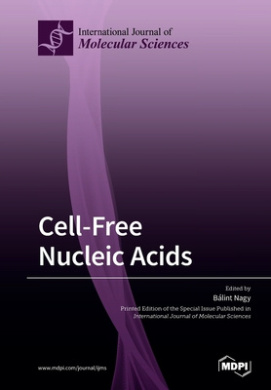 International Journal of
Molecular Sciences
Cell-Free
Nucleic Acids
Edited by
Bálint Nagy
Printed Edition of the Special Issue Published in
International Journal of Molecular Sciences
www.mdpi.com/journal/ijms
MDPI